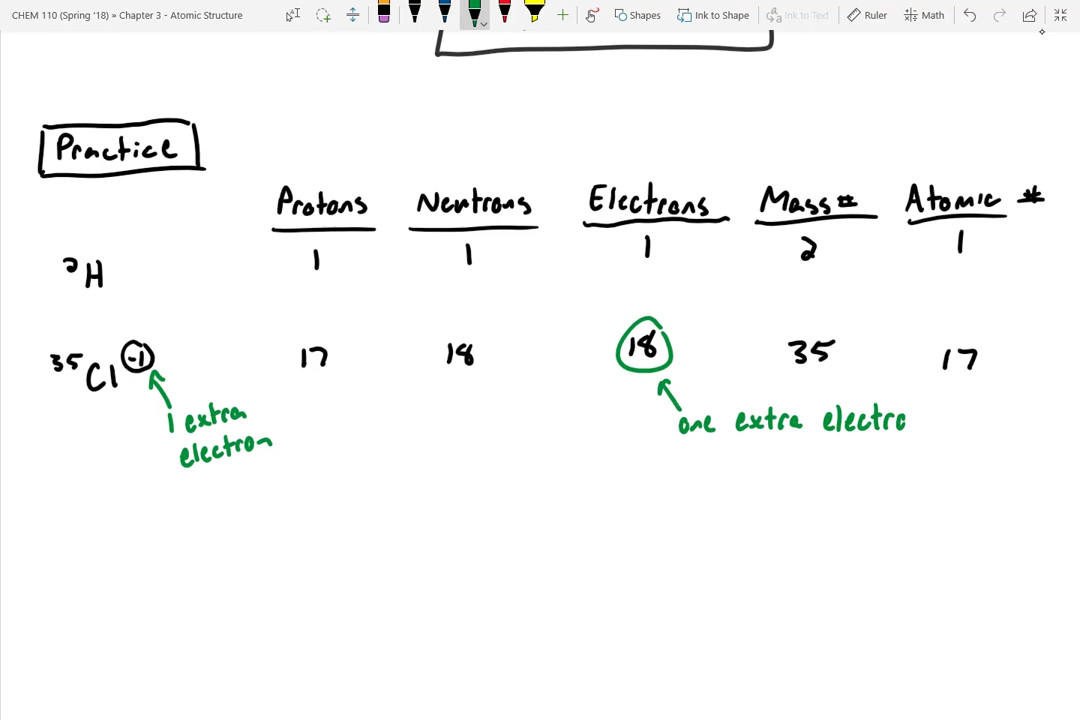 CHEM 110 (Spring '18) » Chapter 3 - Atomic Structure
Shapes
Ink to Shape
Ink to Text
Ruler
Math
Practice
Protons Neutrons Electrons Mass# Atomic #
²H 1 1 1 2 1
³⁵Cl⁻¹ 17 18 18 35 17
1 extra
electron
one extra electro